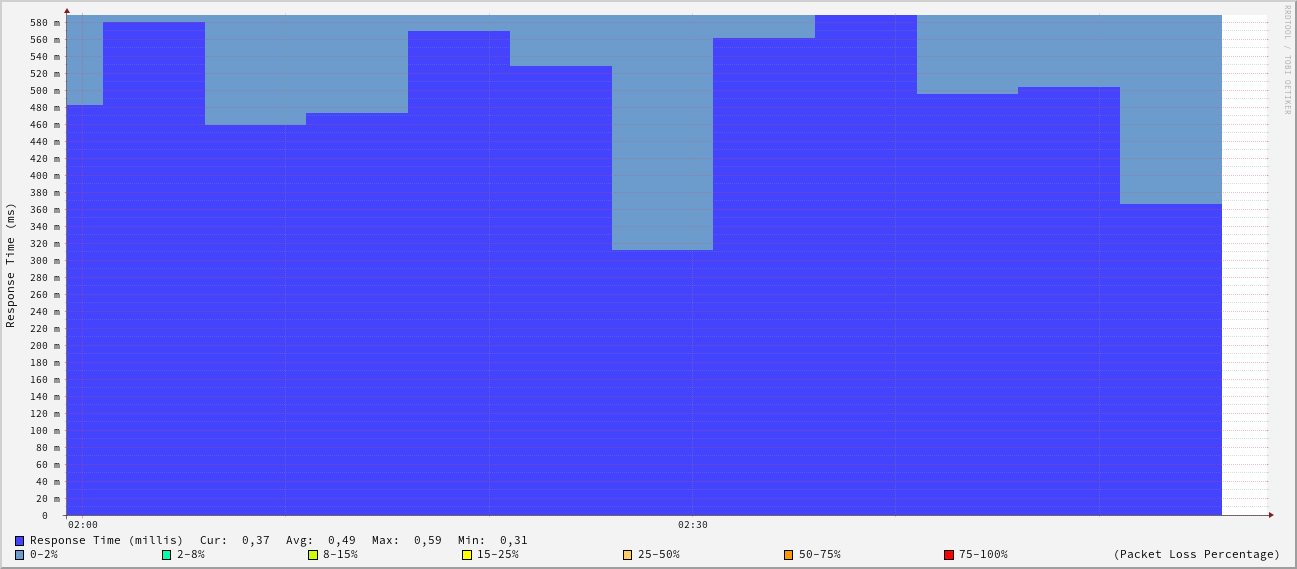 RRDTOOL / TOBI OETIKER
Response Time (ms)
580 m
560 m
540 m
520 m
500 m
480 m
460 m
440 m
420 m
400 m
380 m
360 m
340 m
320 m
300 m
280 m
260 m
240 m
220 m
200 m
180 m
160 m
140 m
120 m
100 m
80 m
60 m
40 m
20 m
0
02:00 02:30
Response Time (millis) Cur: 0,37 Avg: 0,49 Max: 0,59 Min: 0,31
0-2% 2-8% 8-15% 15-25% 25-50% 50-75% 75-100% (Packet Loss Percentage)